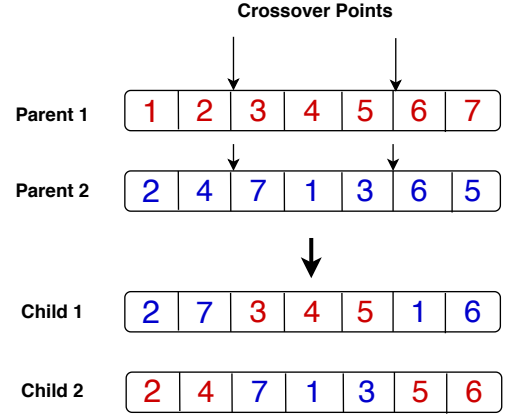 Crossover Points
Parent 1 1 2 3 4 5 6 7
Parent 2 2 4 7 1 3 6 5
Child 1 2 7 3 4 5 1 6
Child 2 2 4 7 1 3 5 6